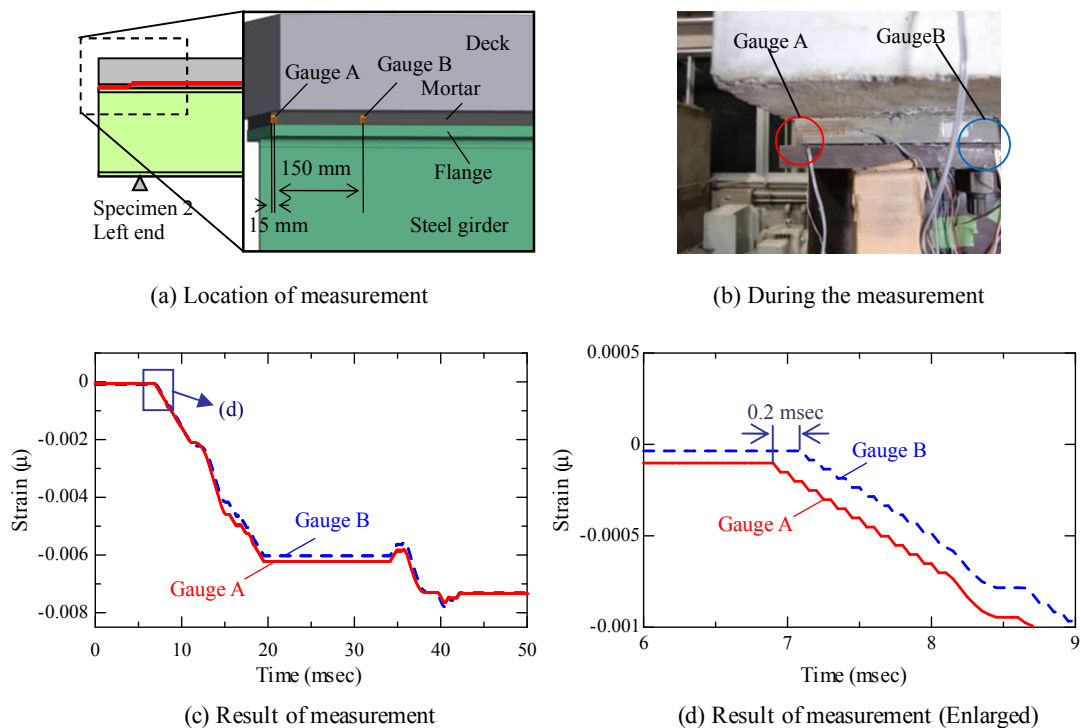 Deck
Gauge A
Gauge B
Mortar
150 mm
Flange
15 mm
Steel girder
Specimen 2
Left end
Gauge A
GaugeB
(a) Location of measurement
(b) During the measurement
0
-0.002
-0.004
-0.006
-0.008
Strain (μ)
(d)
Gauge B
Gauge A
0 10 20 30 40 50
Time (msec)
(c) Result of measurement
0.0005
0
-0.0005
-0.001
Strain (μ)
0.2 msec
Gauge B
Gauge A
6 7 8 9
Time (msec)
(d) Result of measurement (Enlarged)